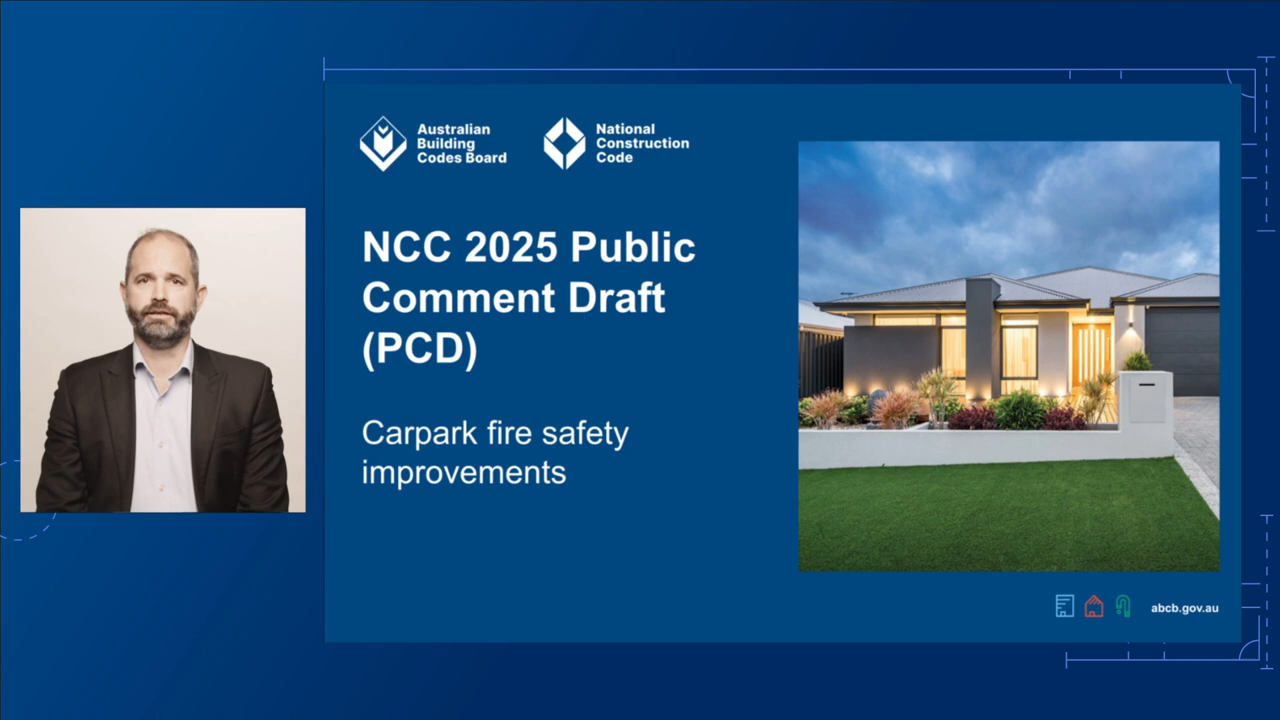 Australian
Building
Codes Board
National
Construction
Code
NCC 2025 Public
Comment Draft
(PCD)
Carpark fire safety
improvements
abcb.gov.au